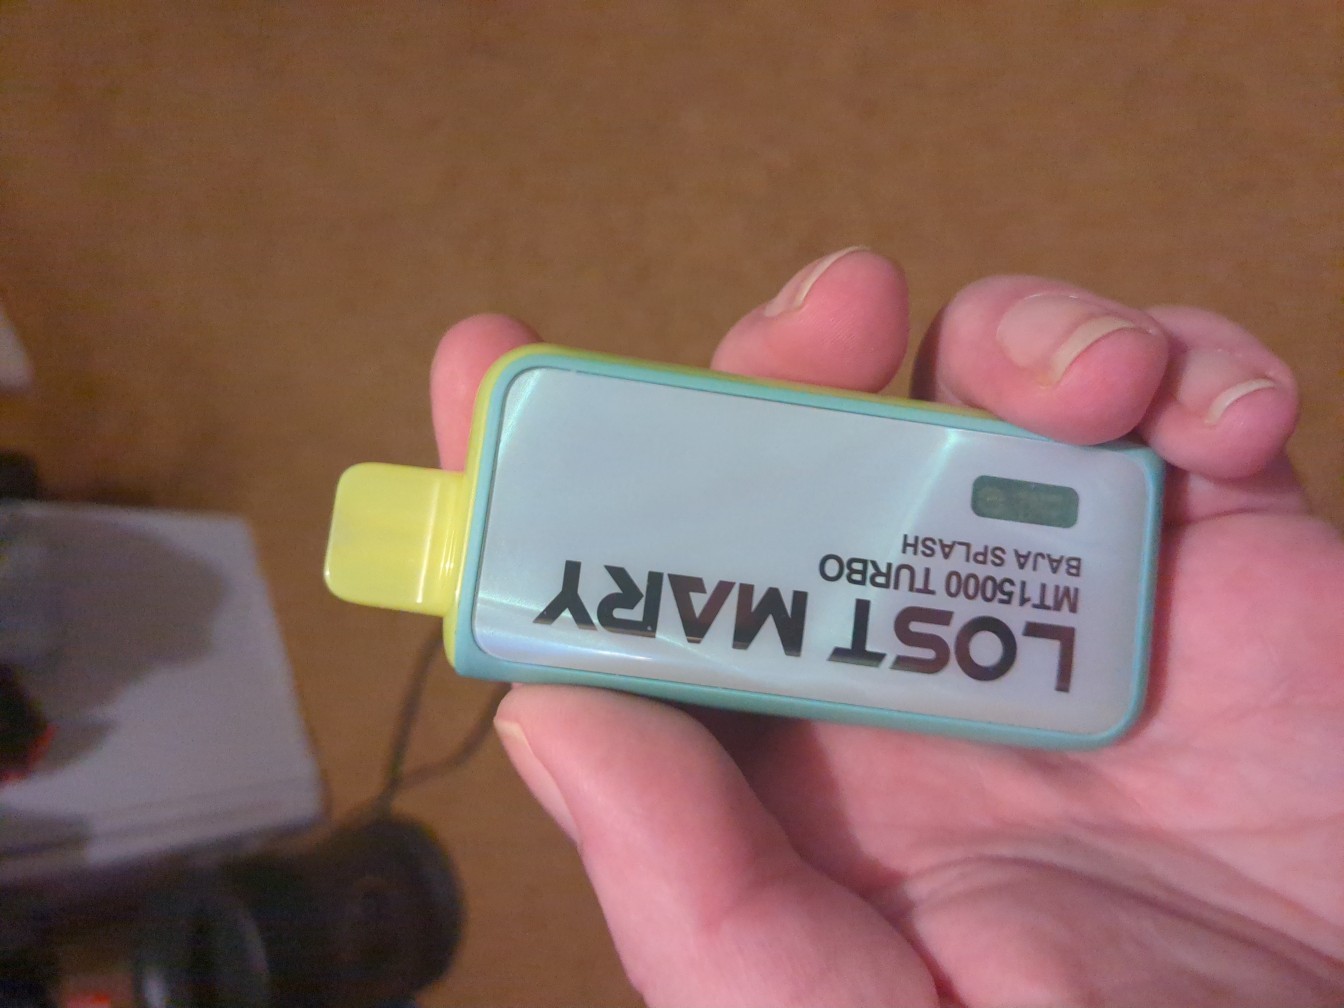 LOST MARY
MT15000 TURBO
BAJA SPLASH